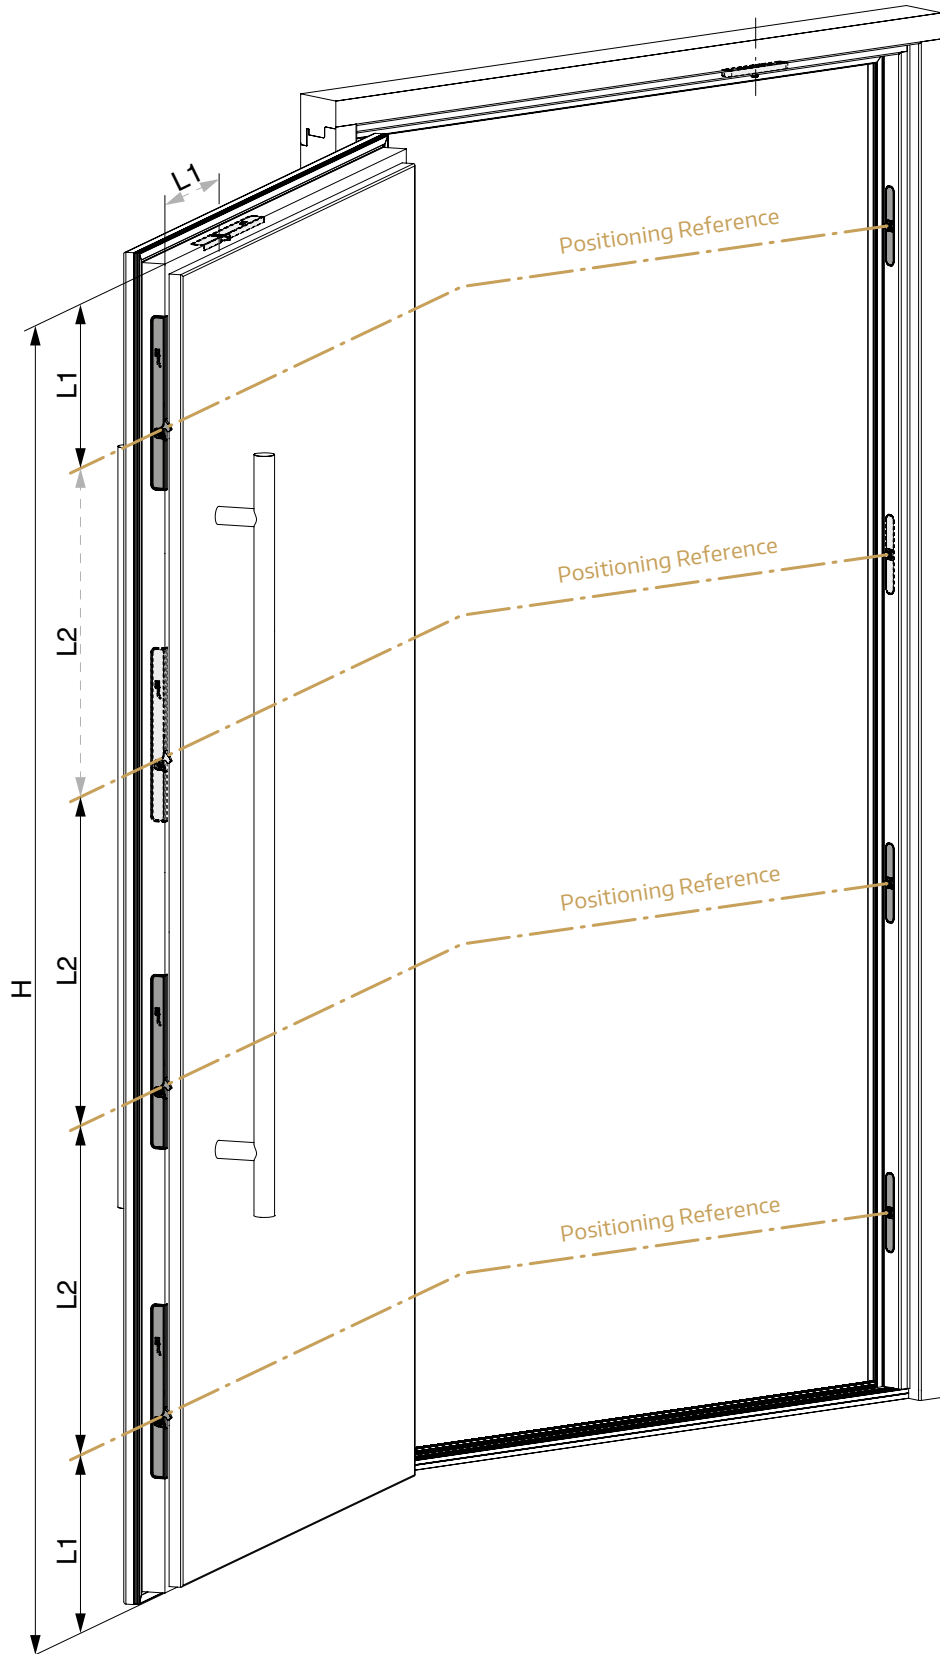 L1
Positioning Reference
L1
Positioning Reference
L2
Positioning Reference
L2
H
Positioning Reference
L2
L1